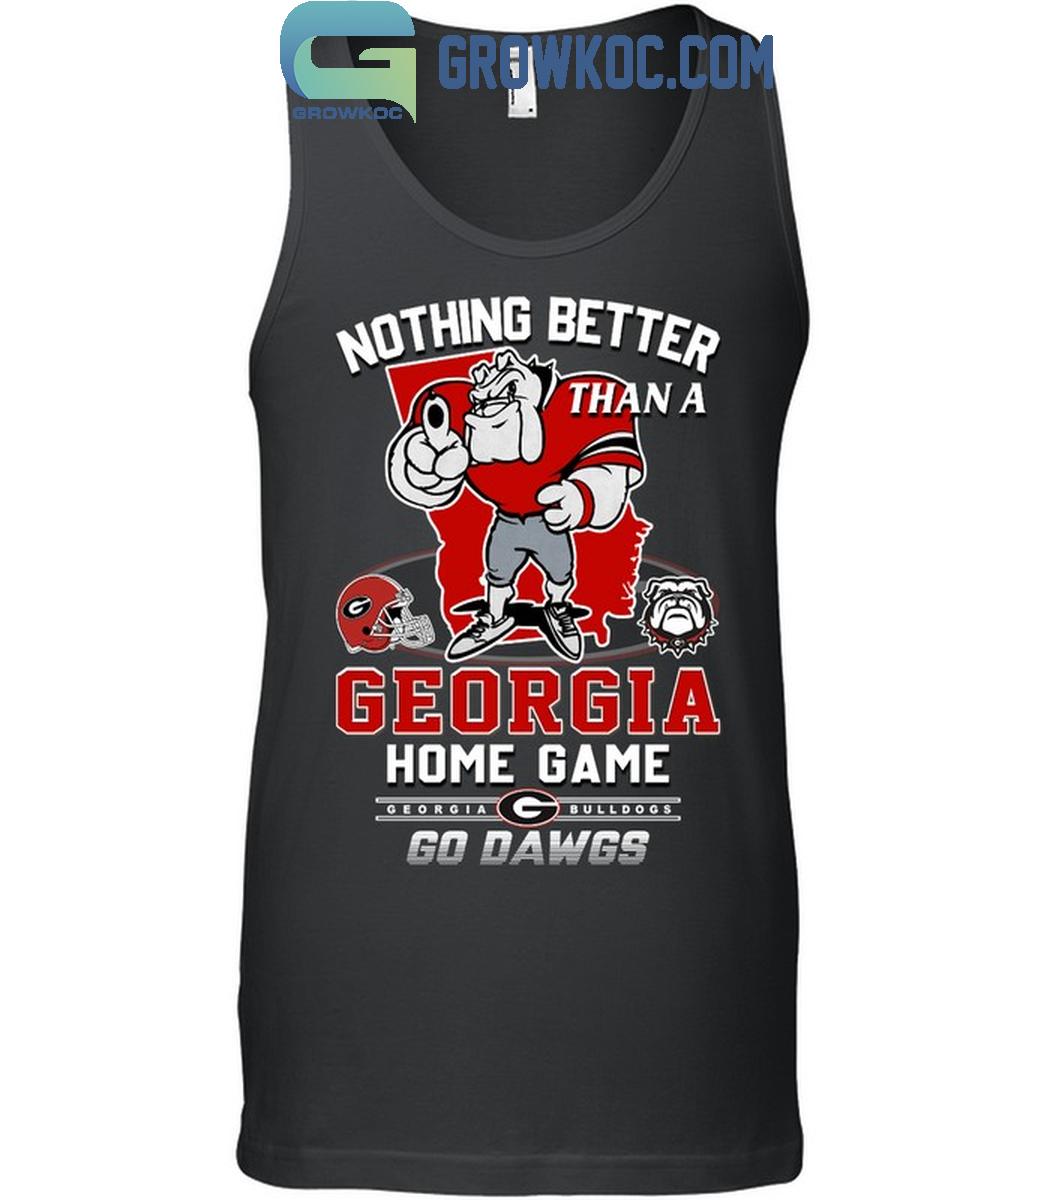 GROWKOC.COM
GROWKOC
NOTHING BETTER
THAN A
GEORGIA
HOME GAME
GEORGIA G BULLDOGS
GO DAWGS